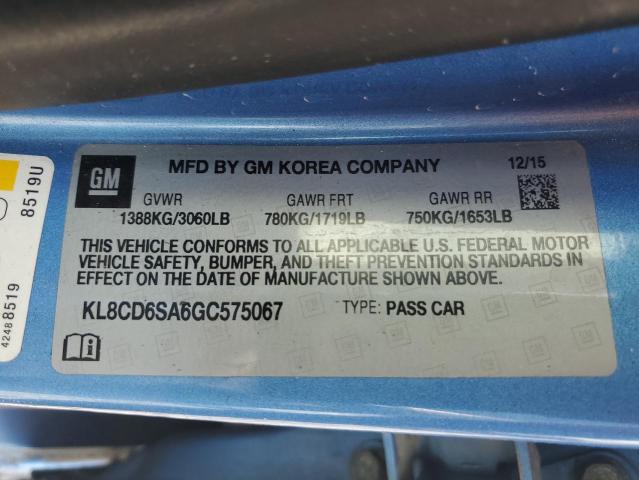 GM
MFD BY GM KOREA COMPANY
12/15
GVWR GAWR FRT GAWR RR
1388KG/3060LB 780KG/1719LB 750KG/1653LB
THIS VEHICLE CONFORMS TO ALL APPLICABLE U.S. FEDERAL MOTOR
VEHICLE SAFETY, BUMPER, AND THEFT PREVENTION STANDARDS IN
EFFECT ON THE DATE OF MANUFACTURE SHOWN ABOVE.
KL8CD6SA6GC575067 TYPE: PASS CAR
8519U
42488519